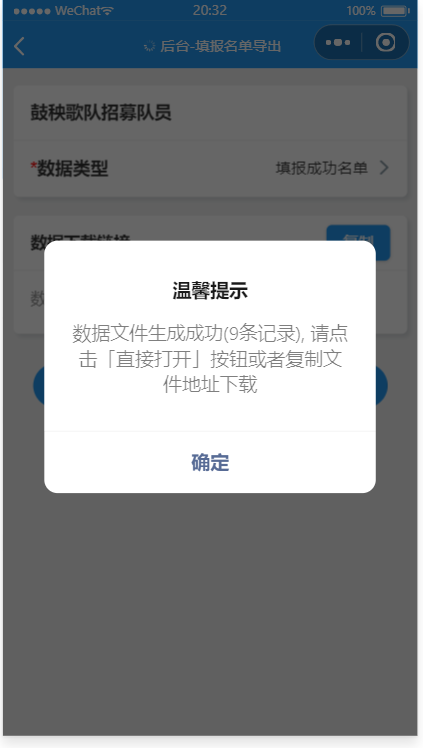 ●●●●● WeChat 20:32 100%
后台-填报名单导出
鼓秧歌队招募队员
*数据类型 填报成功名单
数据下载链接 复制
数
温馨提示
数据文件生成成功(9条记录), 请点
击「直接打开」按钮或者复制文
件地址下载
确定